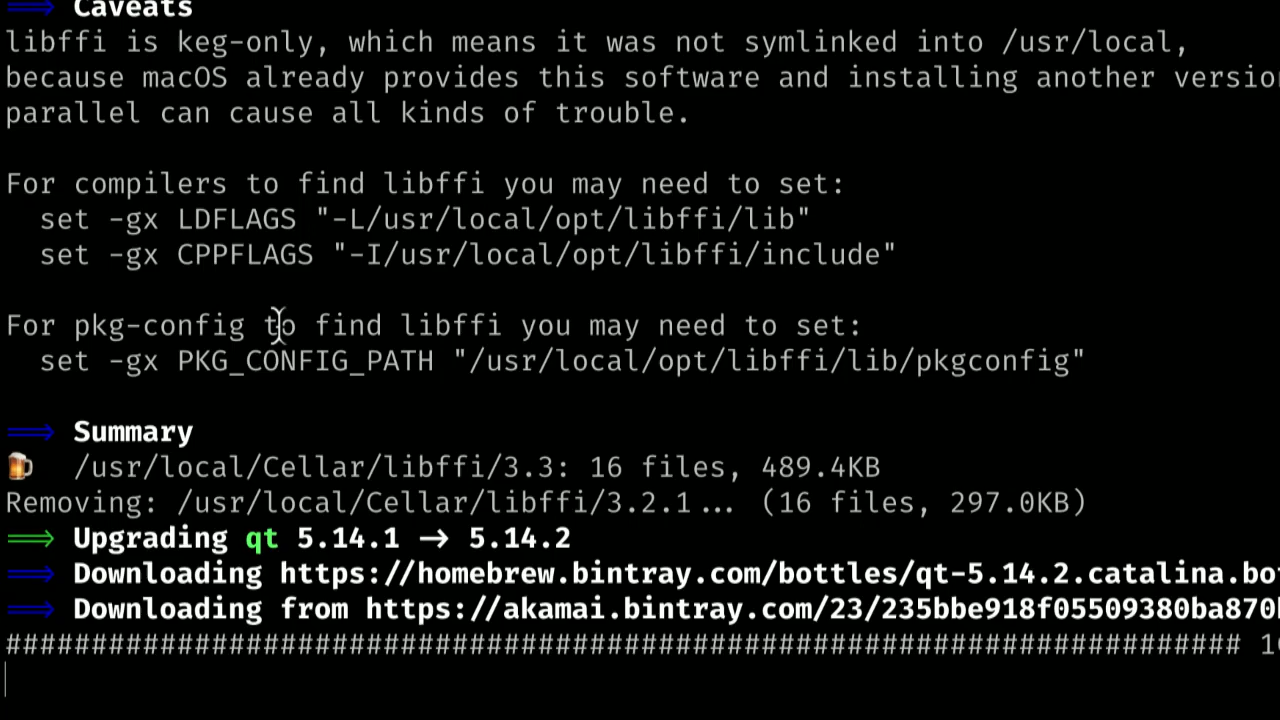 ==> Caveats
libffi is keg-only, which means it was not symlinked into /usr/local,
because macOS already provides this software and installing another versio
parallel can cause all kinds of trouble.
For compilers to find libffi you may need to set:
set -gx LDFLAGS "-L/usr/local/opt/libffi/lib"
set -gx CPPFLAGS "-I/usr/local/opt/libffi/include"
For pkg-config to find libffi you may need to set:
set -gx PKG_CONFIG_PATH "/usr/local/opt/libffi/lib/pkgconfig"
==> Summary
🍺 /usr/local/Cellar/libffi/3.3: 16 files, 489.4KB
Removing: /usr/local/Cellar/libffi/3.2.1... (16 files, 297.0KB)
==> Upgrading qt 5.14.1 -> 5.14.2
==> Downloading https://homebrew.bintray.com/bottles/qt-5.14.2.catalina.bo
==> Downloading from https://akamai.bintray.com/23/235bbe918f05509380ba870
######################################################################## 1